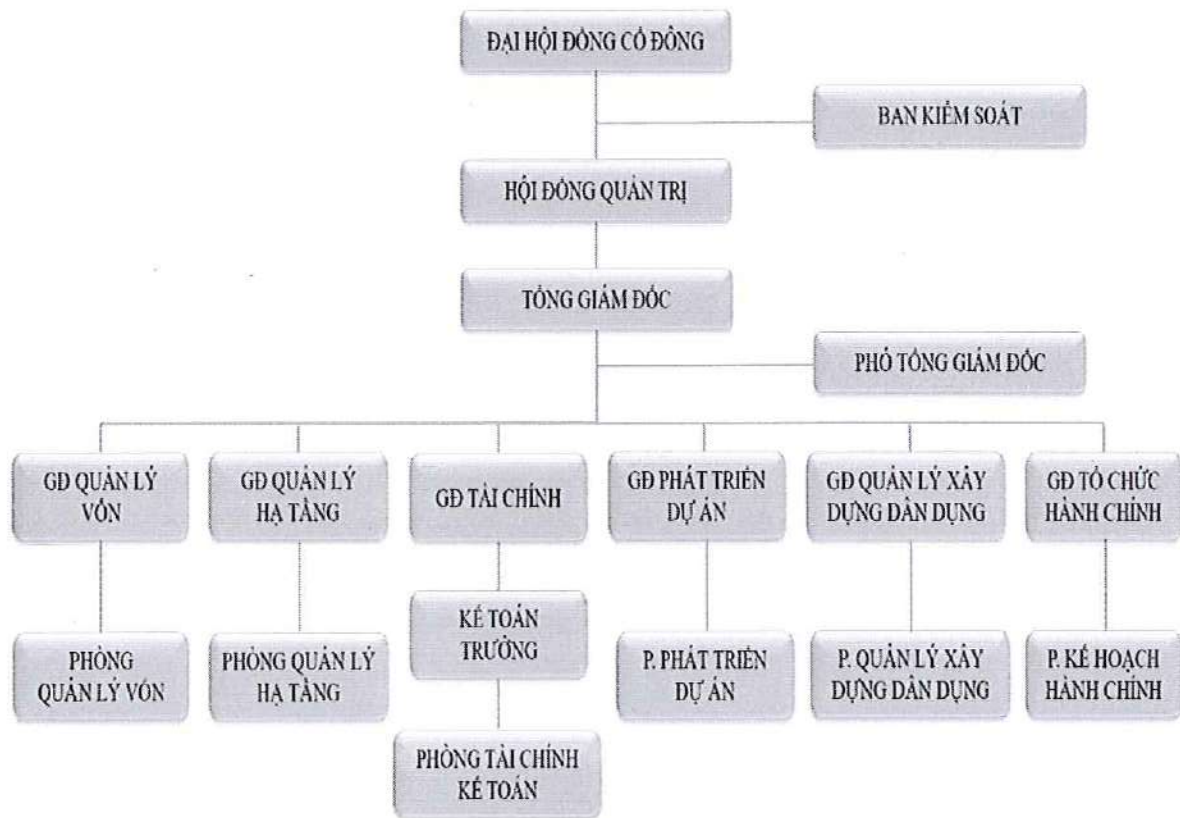 ĐẠI HỘI ĐỒNG CỔ ĐÔNG
BAN KIỂM SOÁT
HỘI ĐỒNG QUẢN TRỊ
TỔNG GIÁM ĐỐC
PHÓ TỔNG GIÁM ĐỐC
GĐ QUẢN LÝ
VỐN
GĐ QUẢN LÝ
HẠ TẦNG
GĐ TÀI CHÍNH
GĐ PHÁT TRIỂN
DỰ ÁN
GĐ QUẢN LÝ XÂY
DỰNG DÂN DỤNG
GĐ TỔ CHỨC
HÀNH CHÍNH
KẾ TOÁN
TRƯỞNG
PHÒNG
QUẢN LÝ VỐN
PHÒNG QUẢN LÝ
HẠ TẦNG
P. PHÁT TRIỂN
DỰ ÁN
P. QUẢN LÝ XÂY
DỰNG DÂN DỤNG
P. KẾ HOẠCH
HÀNH CHÍNH
PHÒNG TÀI CHÍNH
KẾ TOÁN